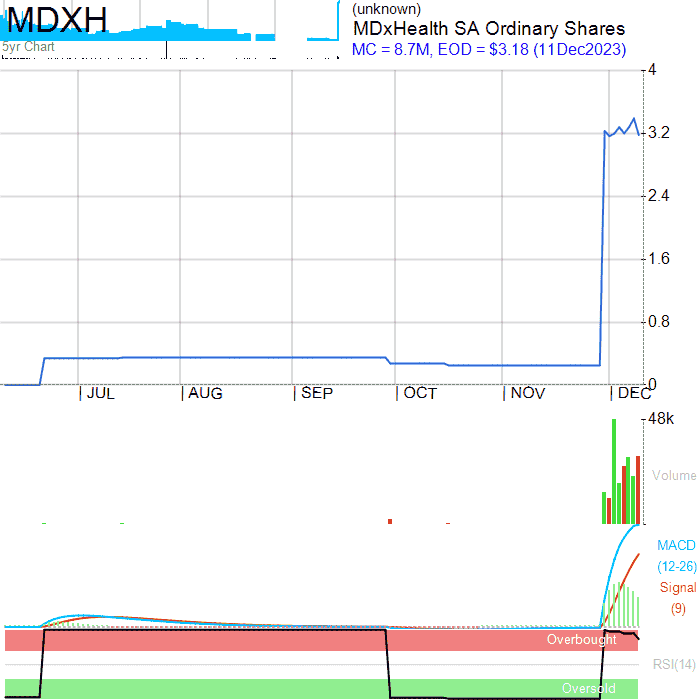 MDXH
5yr Chart
(unknown)
MDxHealth SA Ordinary Shares
MC = 8.7M, EOD = $3.18 (11Dec2023)
4
3.2
2.4
1.6
0.8
0
JUL AUG SEP OCT NOV DEC
48k
Volume
MACD
(12-26)
Signal
(9)
Overbought
RSI(14)
Oversold